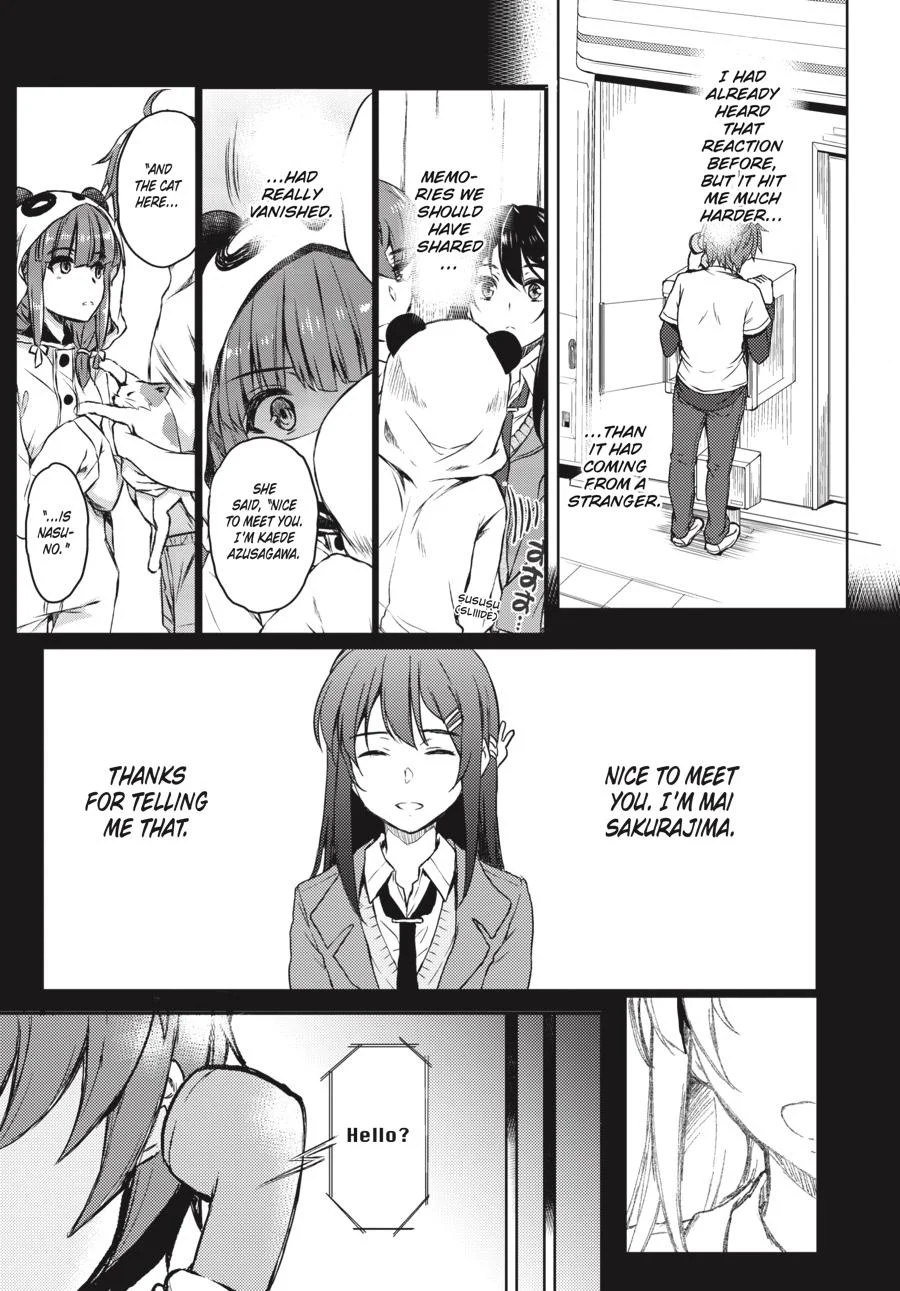 I HAD
ALREADY
HEARD
THAT
REACTION
BEFORE,
BUT IT HIT
ME MUCH
HARDER...
...THAN
IT HAD
COMING
FROM A
STRANGER.
MEMO-
RIES WE
SHOULD
HAVE
SHARED
...
SUSUSU
(SLIIIDE)
...HAD
REALLY
VANISHED.
SHE
SAID, "NICE
TO MEET YOU.
I'M KAEDE
AZUSAGAWA.
"AND
THE CAT
HERE...
"...IS
NASU-
NO."
NICE TO MEET
YOU. I'M MAI
SAKURAJIMA.
THANKS
FOR TELLING
ME THAT.
Hello?